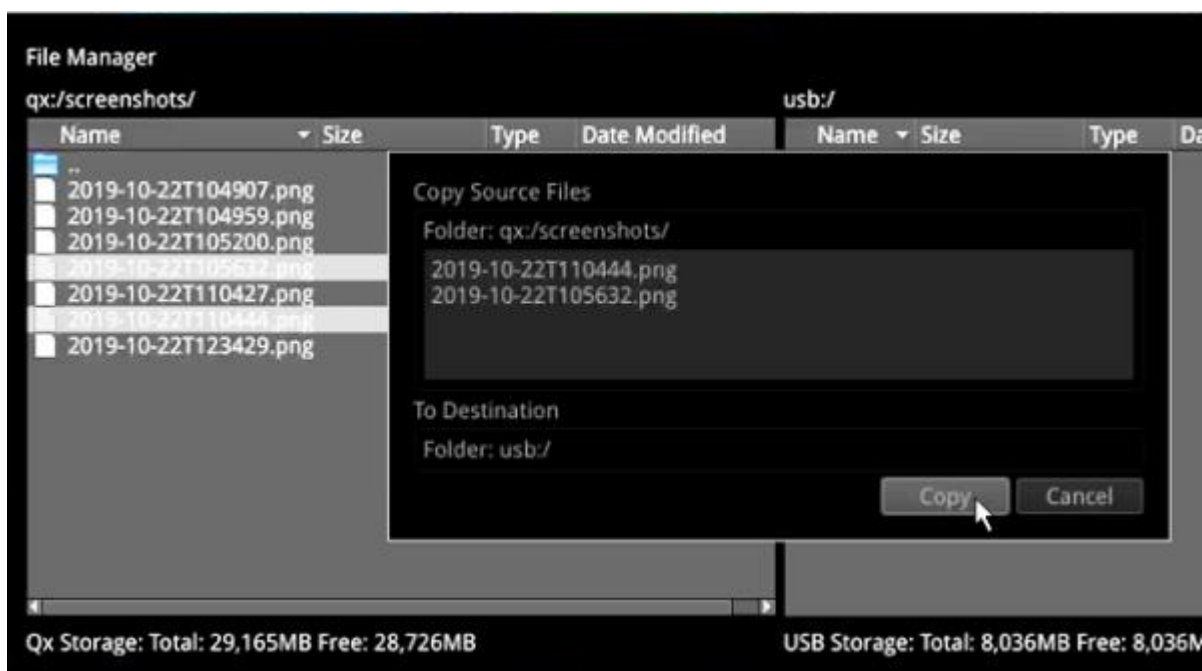 File Manager
qx:/screenshots/
usb:/
Name Size Type Date Modified
Name Size Type Da
..
2019-10-22T104907.png
2019-10-22T104959.png
2019-10-22T105200.png
2019-10-22T105632.png
2019-10-22T110427.png
2019-10-22T110444.png
2019-10-22T123429.png
Copy Source Files
Folder: qx:/screenshots/
2019-10-22T110444.png
2019-10-22T105632.png
To Destination
Folder: usb:/
Copy Cancel
Qx Storage: Total: 29,165MB Free: 28,726MB
USB Storage: Total: 8,036MB Free: 8,036M